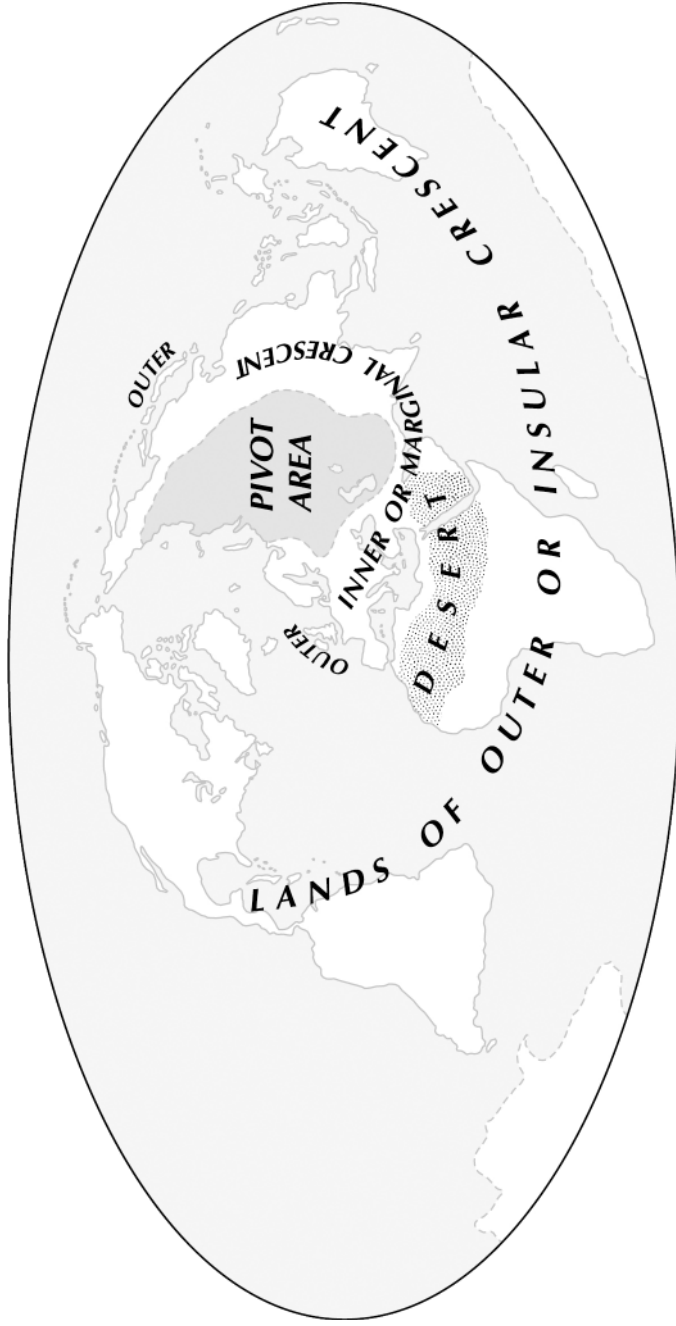 PIVOT
AREA
INNER OR MARGINAL CRESCENT
DESERT
OUTER
OUTER
LANDS OF OUTER OR INSULAR CRESCENT